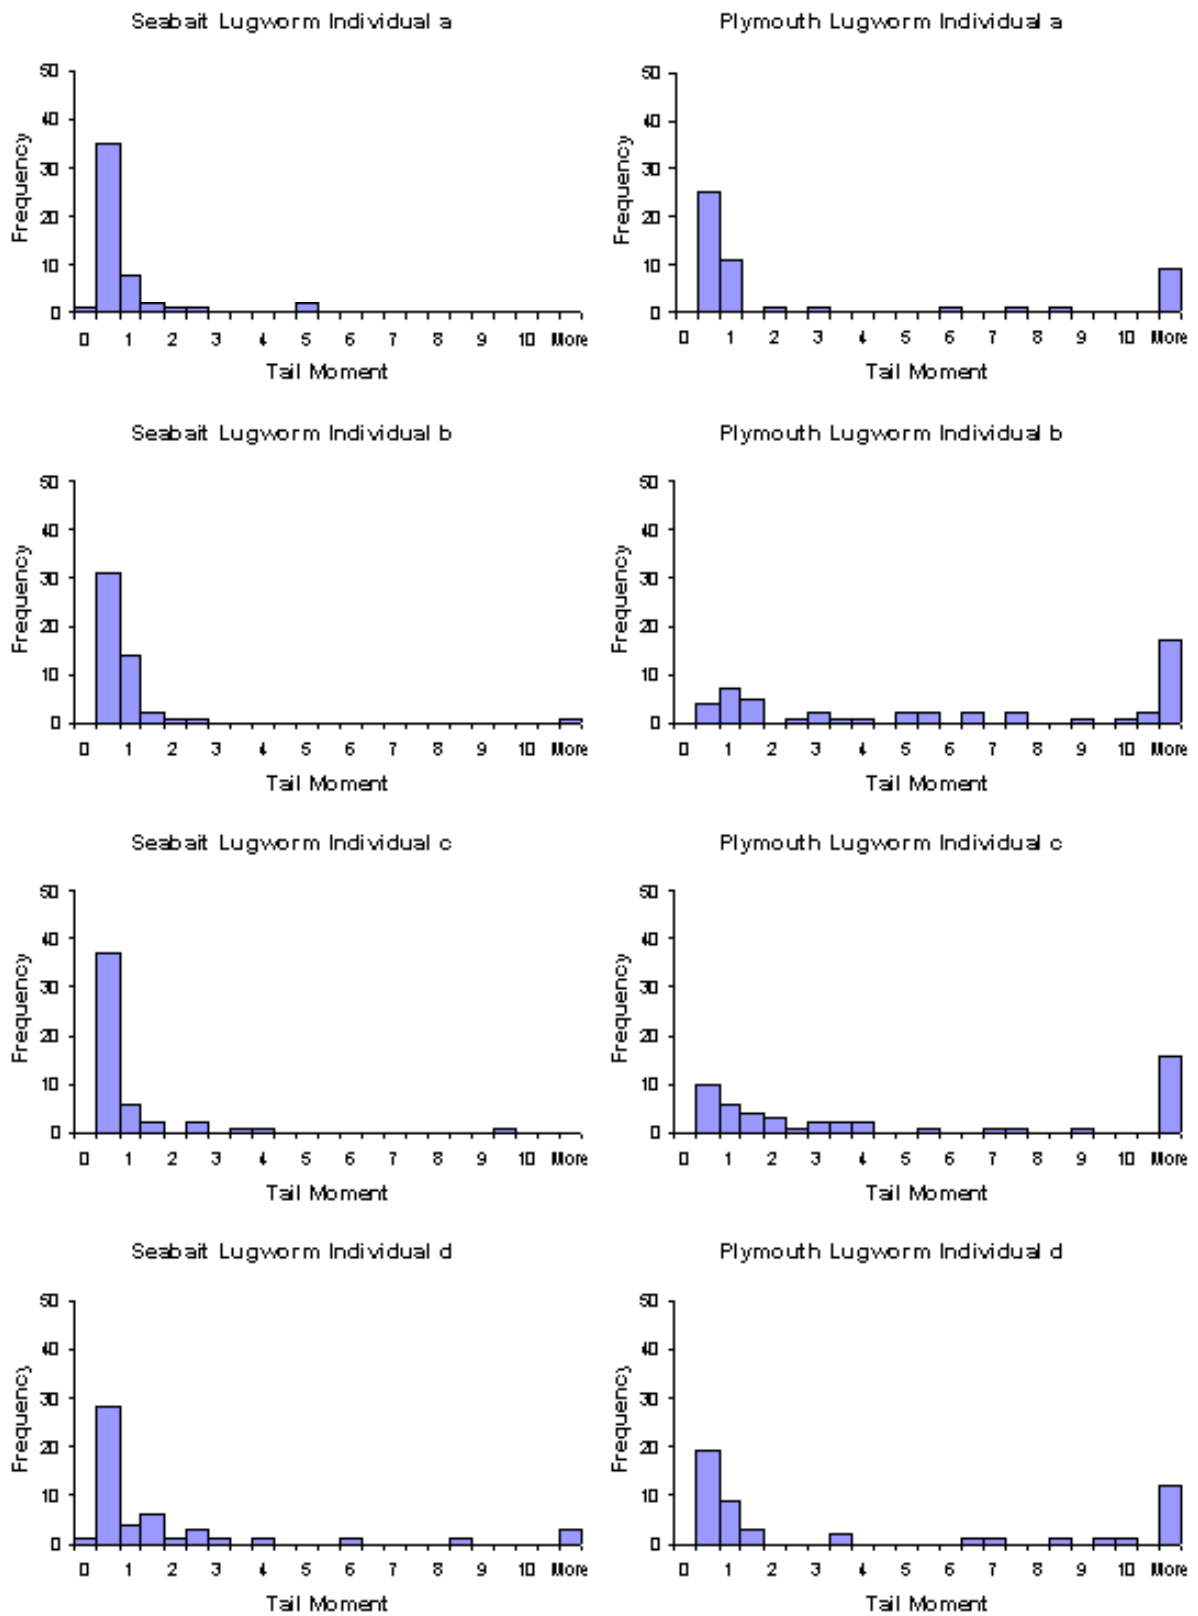 Seabait Lugworm Individual a
Plymouth Lugworm Individual a
Frequency
50
40
30
20
10
0
0 1 2 3 4 5 6 7 8 9 10 More
Tail Moment
Frequency
50
40
30
20
10
0
0 1 2 3 4 5 6 7 8 9 10 More
Tail Moment
Seabait Lugworm Individual b
Plymouth Lugworm Individual b
Frequency
50
40
30
20
10
0
0 1 2 3 4 5 6 7 8 9 10 More
Tail Moment
Frequency
50
40
30
20
10
0
0 1 2 3 4 5 6 7 8 9 10 More
Tail Moment
Seabait Lugworm Individual c
Plymouth Lugworm Individual c
Frequency
50
40
30
20
10
0
0 1 2 3 4 5 6 7 8 9 10 More
Tail Moment
Frequency
50
40
30
20
10
0
0 1 2 3 4 5 6 7 8 9 10 More
Tail Moment
Seabait Lugworm Individual d
Plymouth Lugworm Individual d
Frequency
50
40
30
20
10
0
0 1 2 3 4 5 6 7 8 9 10 More
Tail Moment
Frequency
50
40
30
20
10
0
0 1 2 3 4 5 6 7 8 9 10 More
Tail Moment